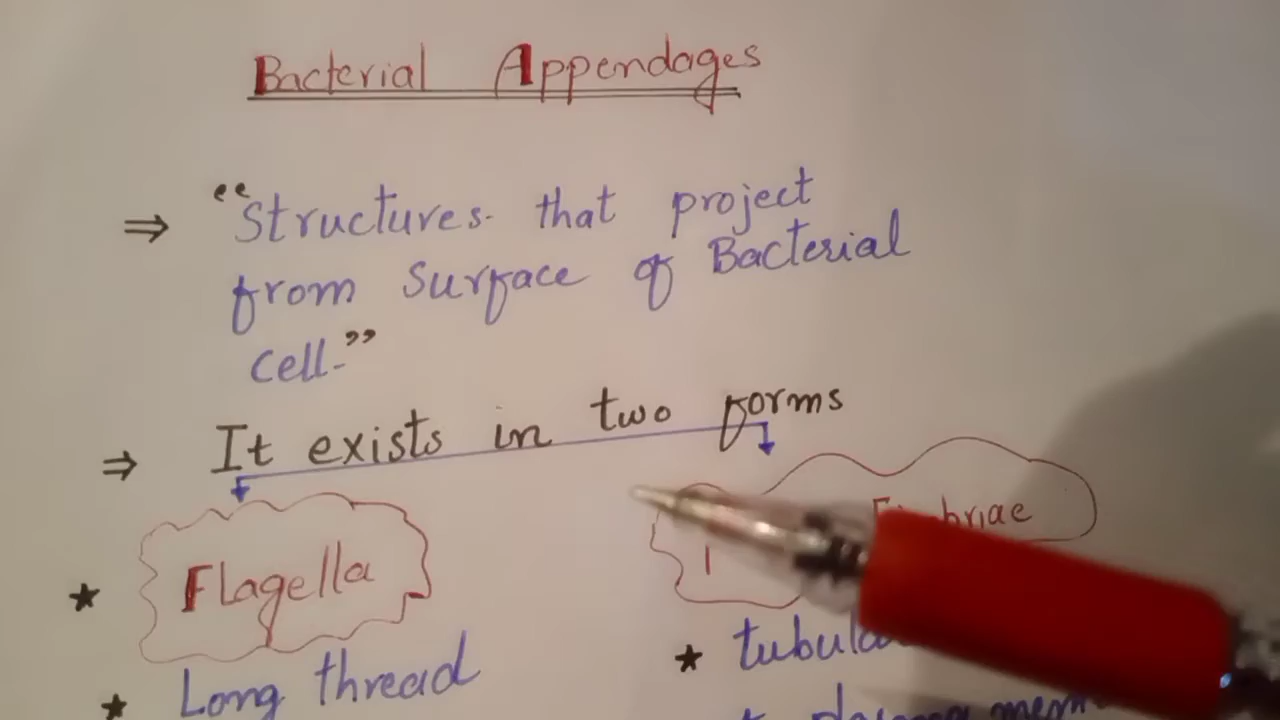 Bacterial Appendages
⇒ "Structures that project
from surface of Bacterial
cell."
⇒ It exists in two forms
★ Flagella
★ Long thread
★ tubula